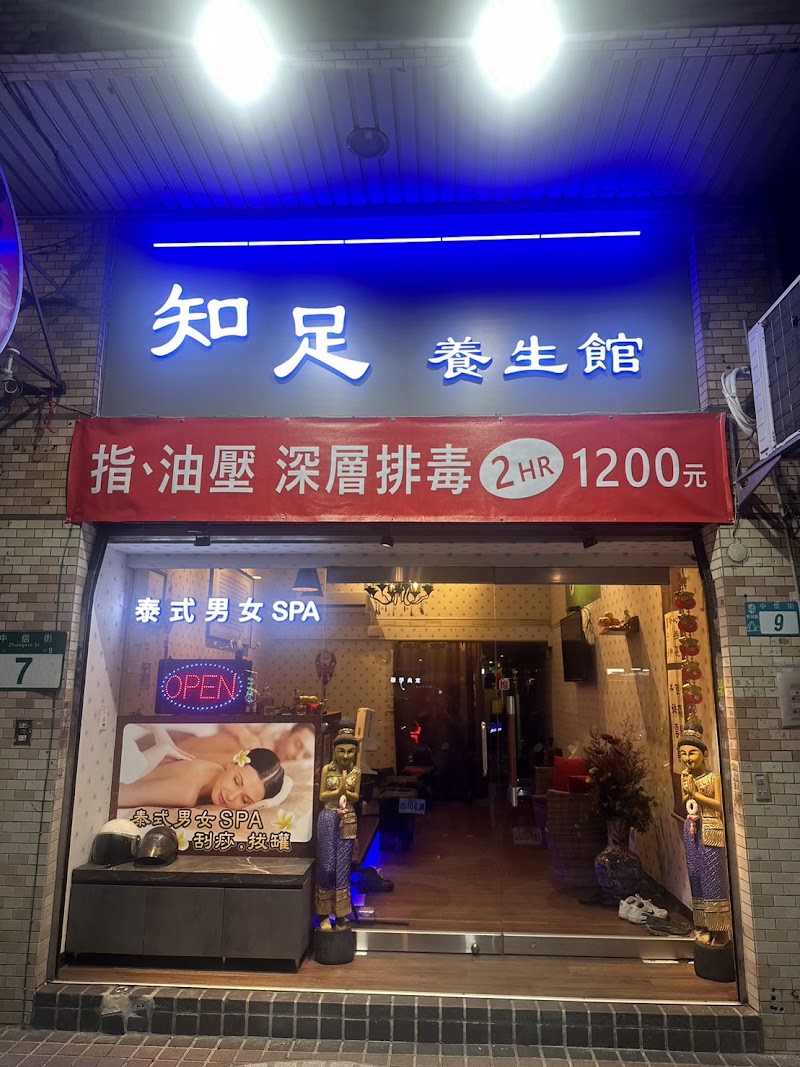 知足 養生館
指、油壓 深層排毒 2HR 1200元
泰式男女SPA
OPEN
中信街
Zhongxin St
7
中信街
9
泰式男女SPA
刮痧.拔罐